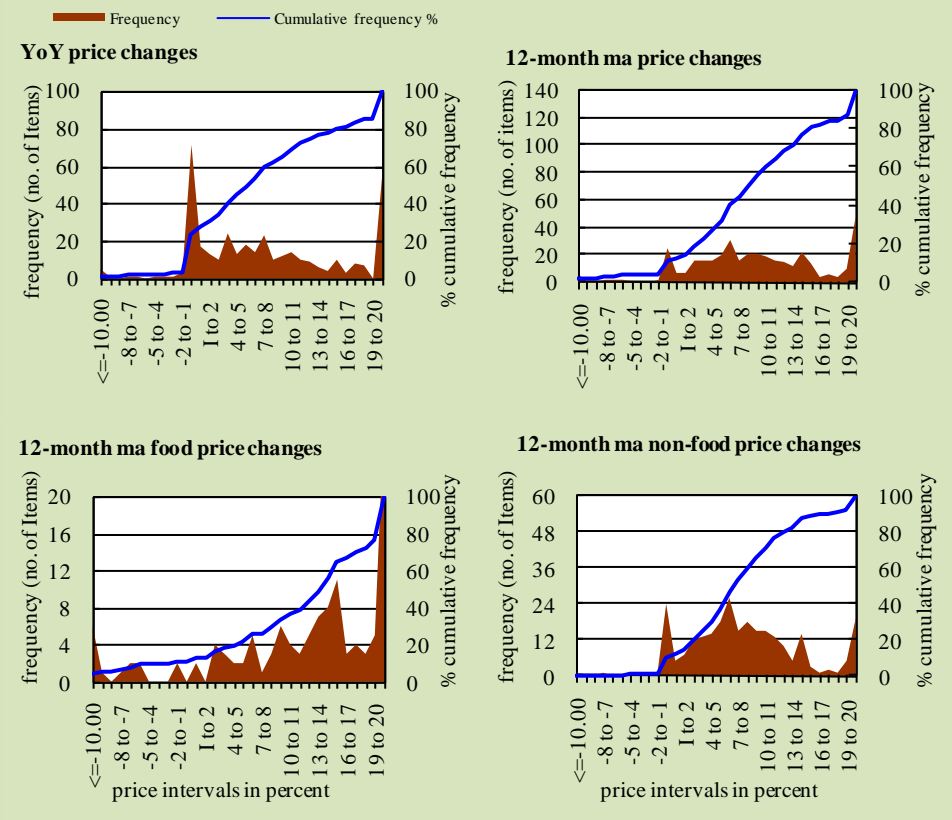 Frequency
Cumulative frequency %
YoY price changes
frequency (no. of Items)
100
80
60
40
20
0
100
80
60
40
20
0
% cumulative frequency
<=-10.00
-8 to -7
-5 to -4
-2 to -1
I to 2
4 to 5
7 to 8
10 to 11
13 to 14
16 to 17
19 to 20
12-month ma price changes
frequency (no. of items)
140
120
100
80
60
40
20
0
100
80
60
40
20
0
% cumulative frequency
<=-10.00
-8 to -7
-5 to -4
-2 to -1
I to 2
4 to 5
7 to 8
10 to 11
13 to 14
16 to 17
19 to 20
12-month ma food price changes
frequency (no. of Items)
20
16
12
8
4
0
100
80
60
40
20
0
% cumulative frequency
<=-10.00
-8 to -7
-5 to -4
-2 to -1
I to 2
4 to 5
7 to 8
10 to 11
13 to 14
16 to 17
19 to 20
price intervals in percent
12-month ma non-food price changes
frequency (no. of Items)
60
48
36
24
12
0
100
80
60
40
20
0
% cumulative frequency
<=-10.00
-8 to -7
-5 to -4
-2 to -1
I to 2
4 to 5
7 to 8
10 to 11
13 to 14
16 to 17
19 to 20
price intervals in percent